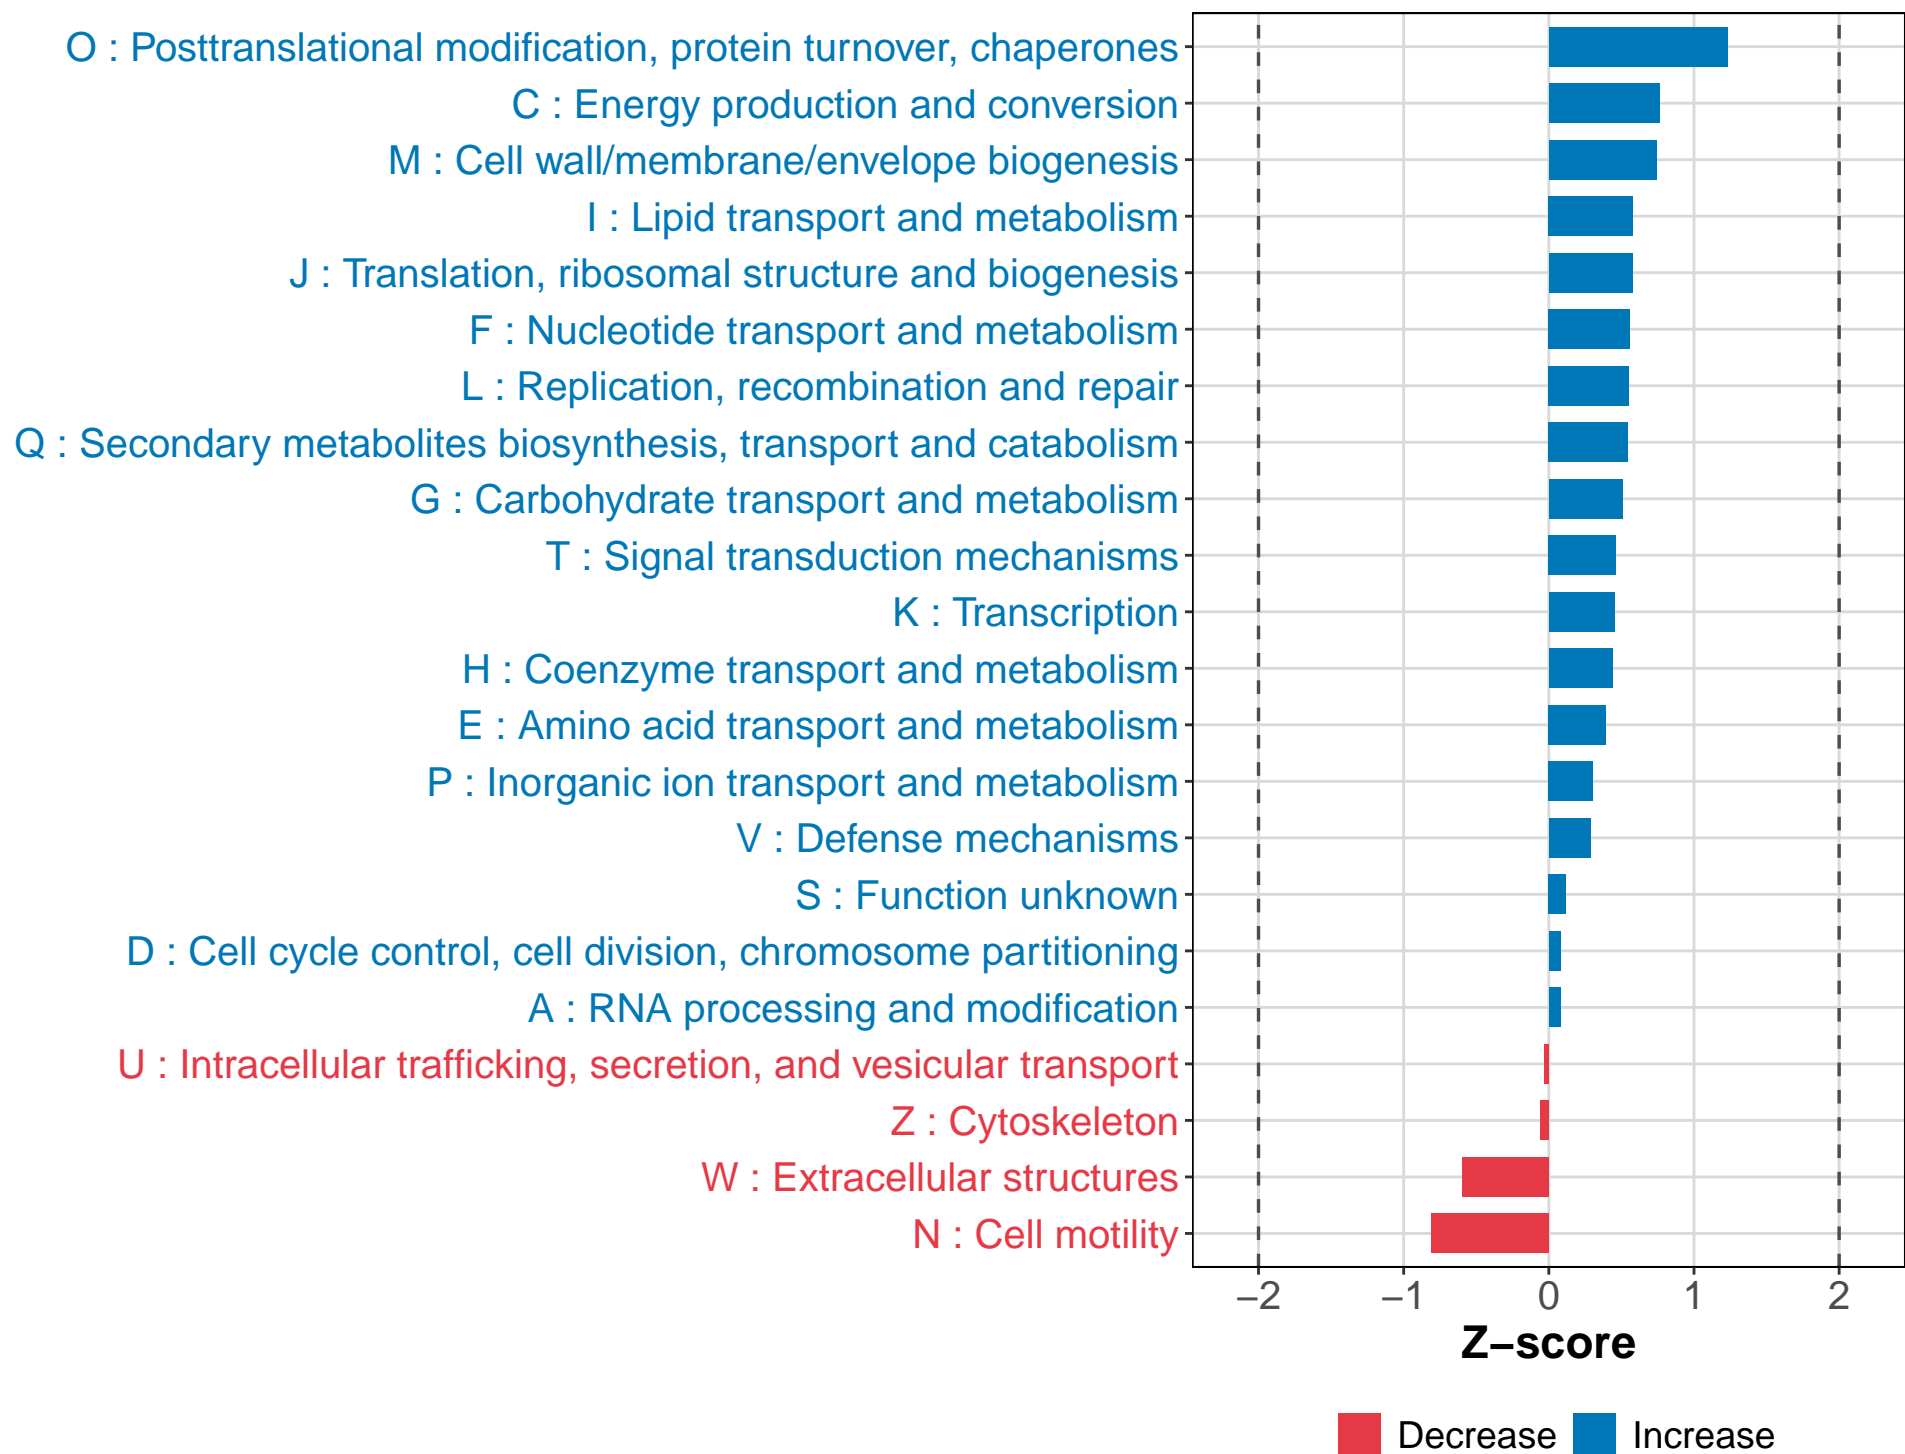 O : Posttranslational modification, protein turnover, chaperones
C : Energy production and conversion
M : Cell wall/membrane/envelope biogenesis
I : Lipid transport and metabolism
J : Translation, ribosomal structure and biogenesis
F : Nucleotide transport and metabolism
L : Replication, recombination and repair
Q : Secondary metabolites biosynthesis, transport and catabolism
G : Carbohydrate transport and metabolism
T : Signal transduction mechanisms
K : Transcription
H : Coenzyme transport and metabolism
E : Amino acid transport and metabolism
P : Inorganic ion transport and metabolism
V : Defense mechanisms
S : Function unknown
D : Cell cycle control, cell division, chromosome partitioning
A : RNA processing and modification
U : Intracellular trafficking, secretion, and vesicular transport
Z : Cytoskeleton
W : Extracellular structures
N : Cell motility
−2 −1 0 1 2
Z−score
Decrease Increase